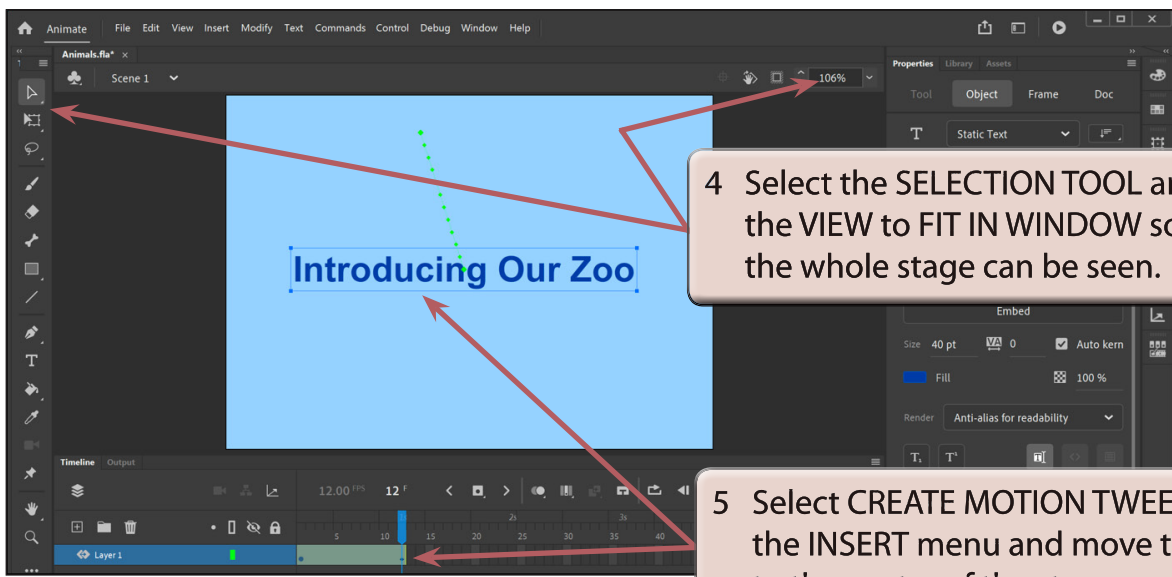 Animate File Edit View Insert Modify Text Commands Control Debug Window Help
Animals.fla* ×
Properties Library Assets
Scene 1
106%
Tool Object Frame Doc
T Static Text
4 Select the SELECTION TOOL
the VIEW to FIT IN WINDOW
the whole stage can be seen.
Introducing Our Zoo
Embed
Size 40 pt VA 0 Auto kern
Fill 100 %
Render Anti-alias for readability
T
Timeline Output
12.00 FPS 12 F
5 Select CREATE MOTION
the INSERT menu and move
2s 3s
5 10 15 20 25 30 35 40
Layer 1